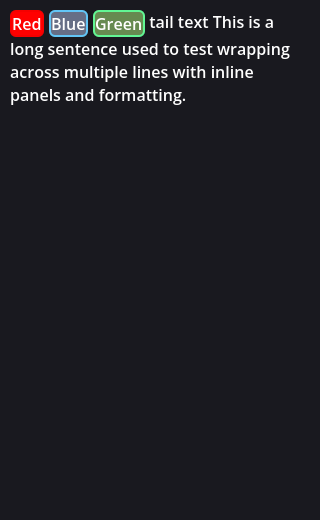 Red Blue Green tail text This is a
long sentence used to test wrapping
across multiple lines with inline
panels and formatting.